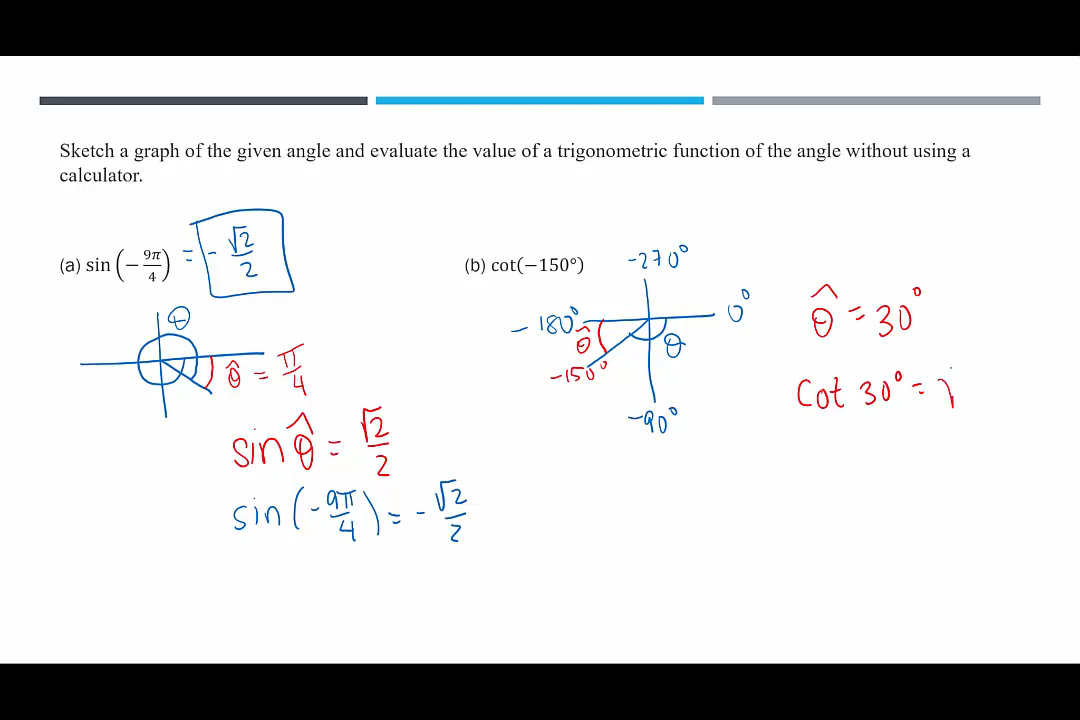 Sketch a graph of the given angle and evaluate the value of a trigonometric function of the angle without using a
calculator.
(a) sin(−9π/4) = -√2/2
θ
θ̂ = π/4
sin θ̂ = √2/2
sin(-9π/4) = -√2/2
(b) cot(−150°)
-270°
-180°
0°
θ̂
θ
-150°
-90°
θ̂ = 30°
cot 30° =